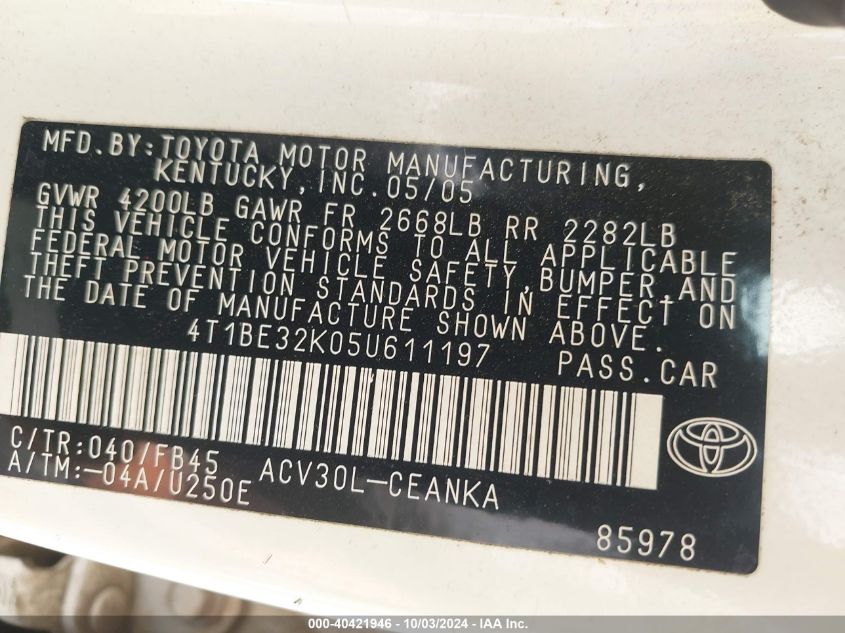 MFD.BY:TOYOTA MOTOR MANUFACTURING,
KENTUCKY,INC.05/05
GVWR 4200LB GAWR FR 2668LB RR 2282LB
THIS VEHICLE CONFORMS TO ALL APPLICABLE
FEDERAL MOTOR VEHICLE SAFETY,BUMPER,AND
THEFT PREVENTION STANDARDS IN EFFECT ON
THE DATE OF MANUFACTURE SHOWN ABOVE.
4T1BE32K05U611197 PASS.CAR
C/TR:040/FB45
A/TM:-04A/U250E ACV30L-CEANKA
85978
000-40421946 - 10/03/2024 - IAA Inc.